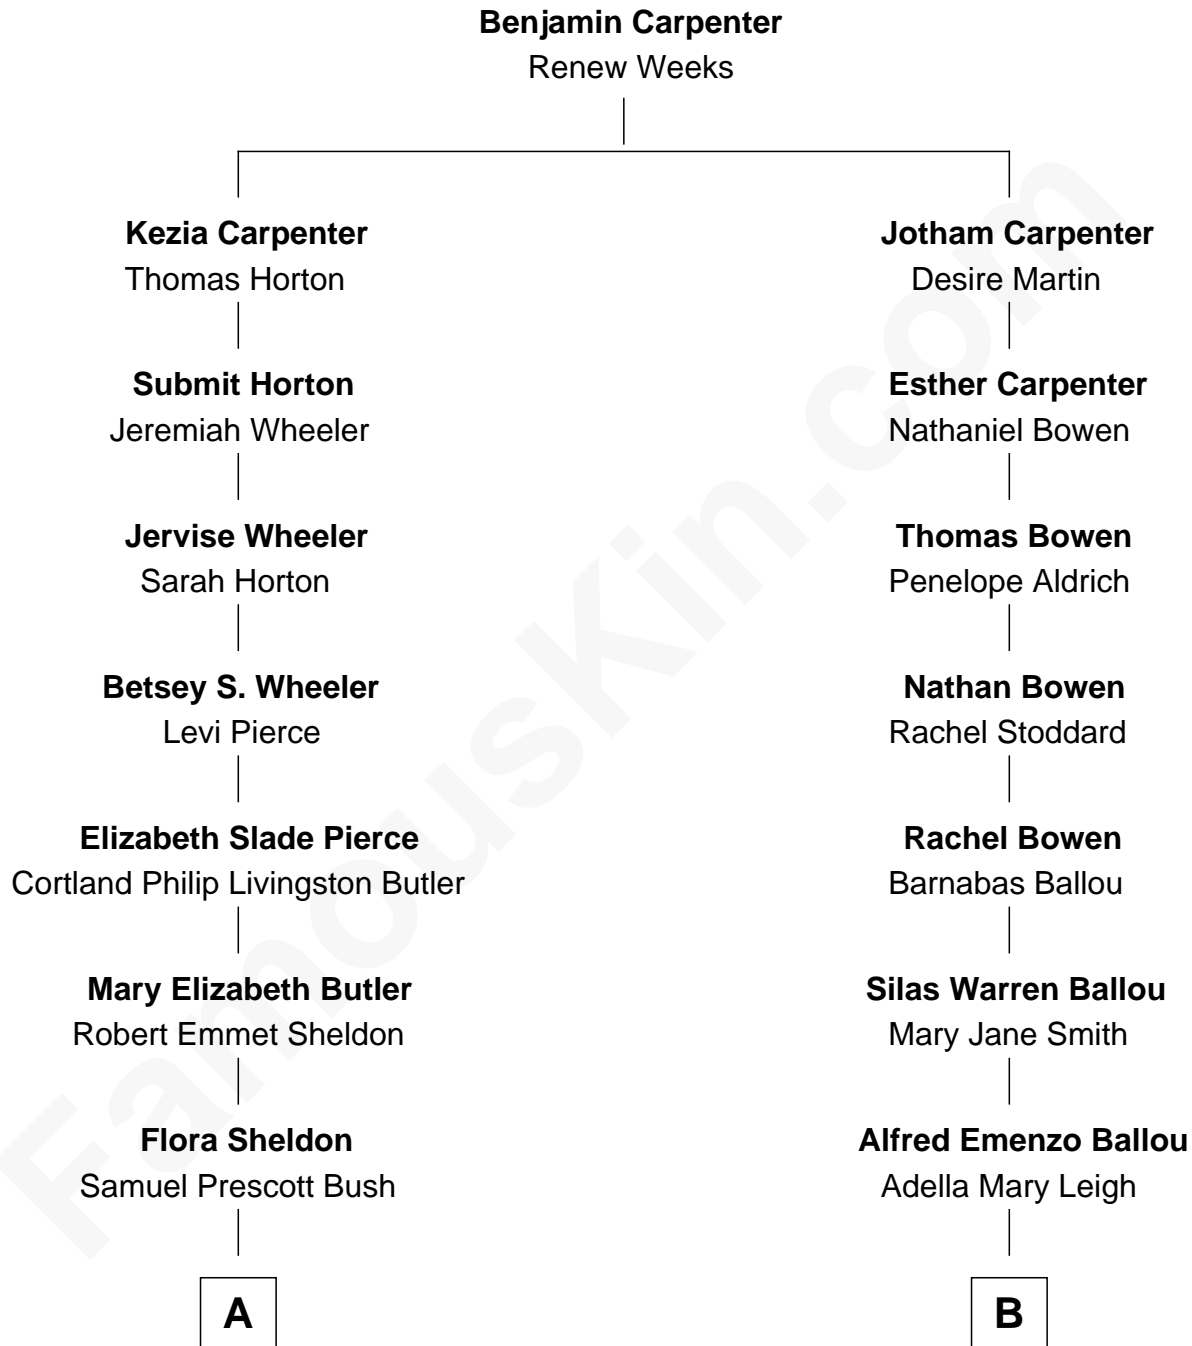 Benjamin Carpenter
Renew Weeks
Kezia Carpenter
Thomas Horton
Jotham Carpenter
Desire Martin
Submit Horton
Jeremiah Wheeler
Esther Carpenter
Nathaniel Bowen
Jervise Wheeler
Sarah Horton
Thomas Bowen
Penelope Aldrich
Betsey S. Wheeler
Levi Pierce
Nathan Bowen
Rachel Stoddard
Elizabeth Slade Pierce
Cortland Philip Livingston Butler
Rachel Bowen
Barnabas Ballou
Mary Elizabeth Butler
Robert Emmet Sheldon
Silas Warren Ballou
Mary Jane Smith
Flora Sheldon
Samuel Prescott Bush
Alfred Emenzo Ballou
Adella Mary Leigh
A
B
FamousKin.com